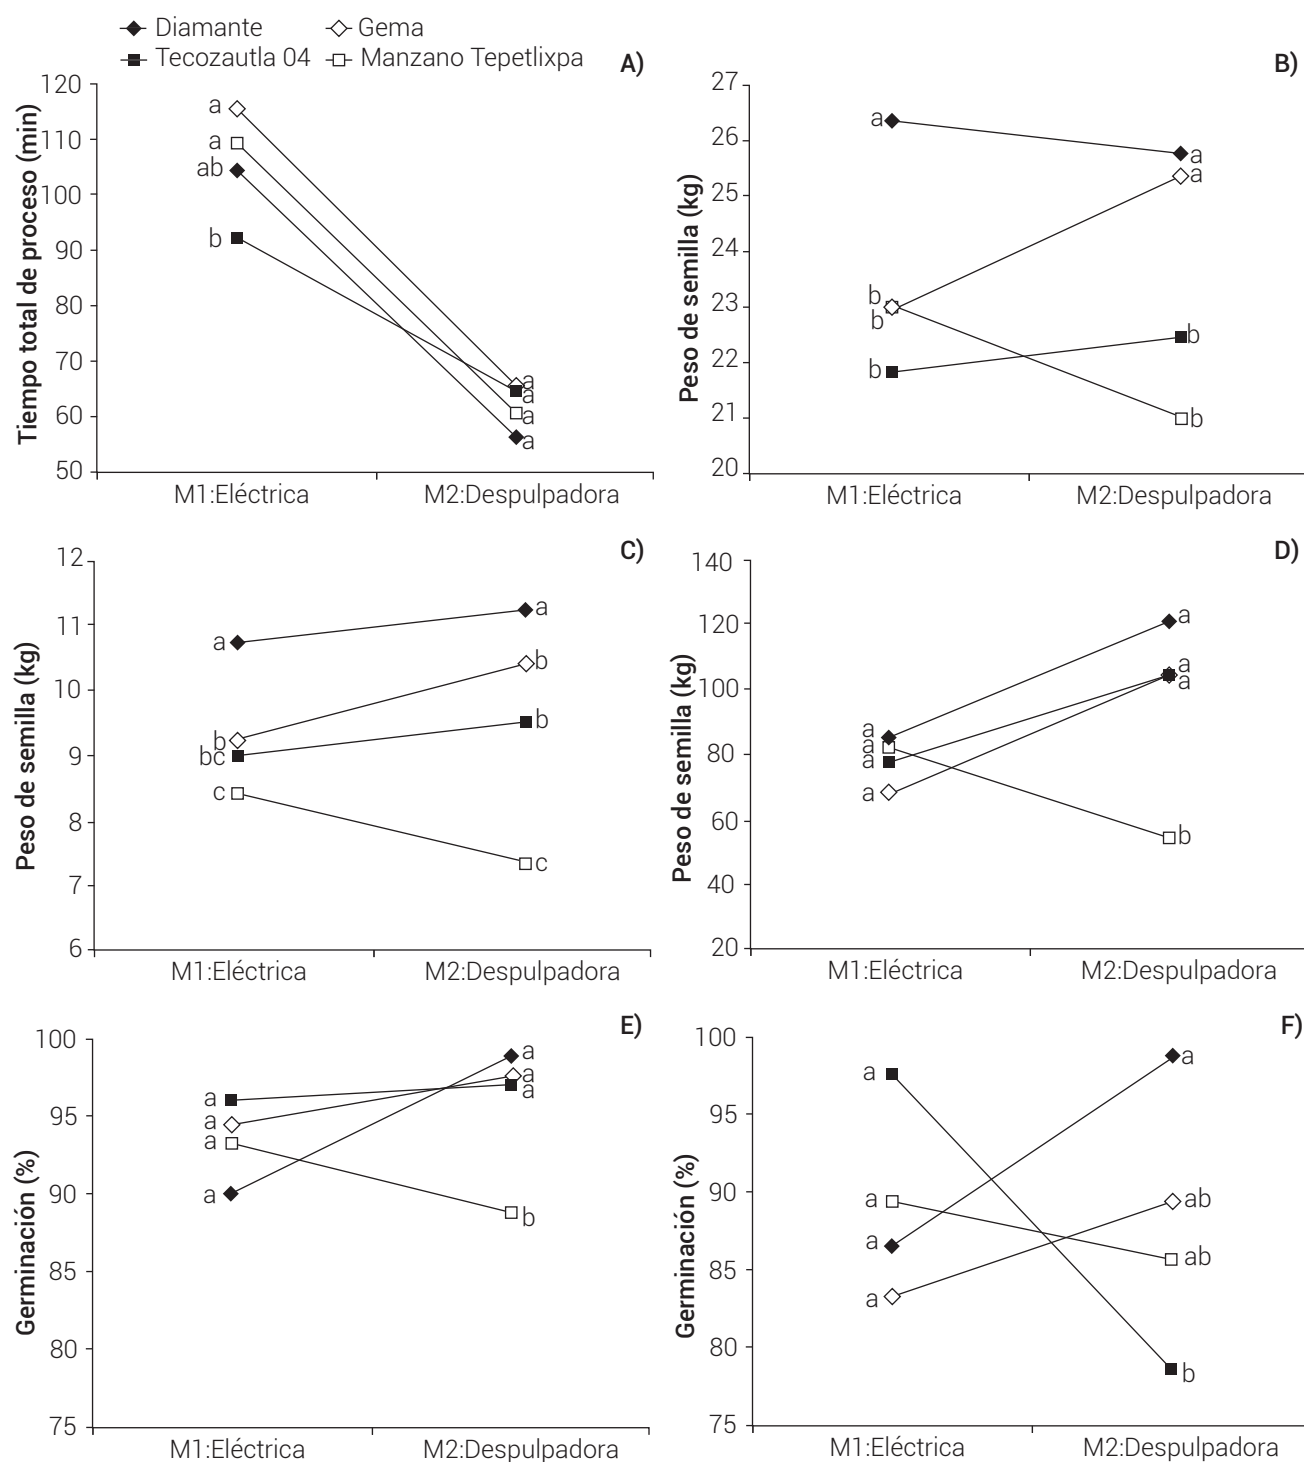 Diamante Gema
Tecozautla 04 Manzano Tepetlixpa
A)
Tiempo total de proceso (min)
120
110
100
90
80
70
60
50
a
a
ab
b
a
a
a
a
M1:Eléctrica M2:Despulpadora
B)
Peso de semilla (kg)
27
26
25
24
23
22
21
20
a
b
b
b
a
a
b
b
M1:Eléctrica M2:Despulpadora
C)
Peso de semilla (kg)
12
11
10
9
8
7
6
a
b
bc
c
a
b
b
c
M1:Eléctrica M2:Despulpadora
D)
Peso de semilla (kg)
140
120
100
80
60
40
20
a
a
a
a
a
a
a
b
M1:Eléctrica M2:Despulpadora
E)
Germinación (%)
100
95
90
85
80
75
a
a
a
a
a
a
a
b
M1:Eléctrica M2:Despulpadora
F)
Germinación (%)
100
95
90
85
80
75
a
a
a
a
a
ab
ab
b
M1:Eléctrica M2:Despulpadora